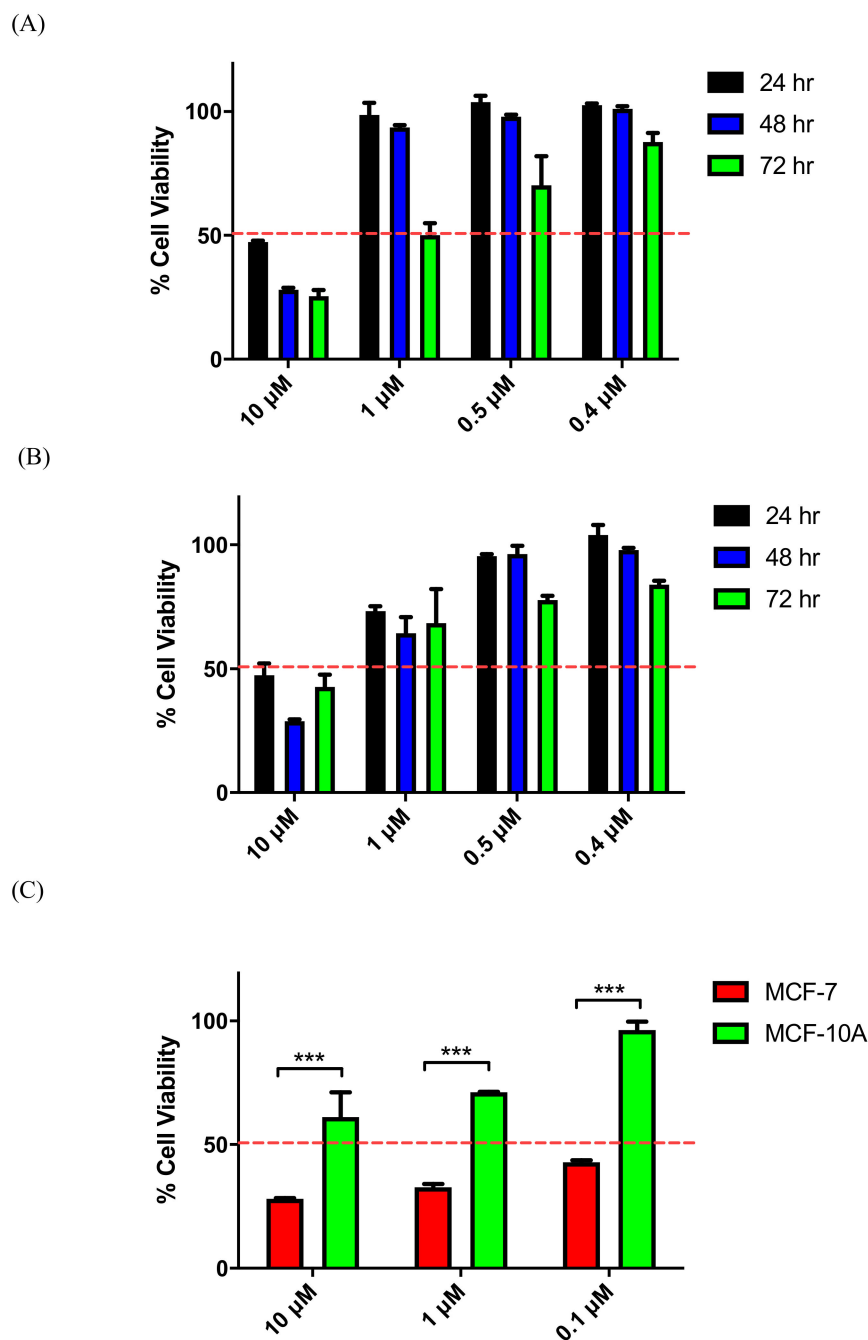 (A)
% Cell Viability
100
50
0
10 µM
1 µM
0.5 µM
0.4 µM
24 hr
48 hr
72 hr
(B)
% Cell Viability
100
50
0
10 µM
1 µM
0.5 µM
0.4 µM
24 hr
48 hr
72 hr
(C)
% Cell Viability
100
50
0
***
***
***
10 µM
1 µM
0.1 µM
MCF-7
MCF-10A